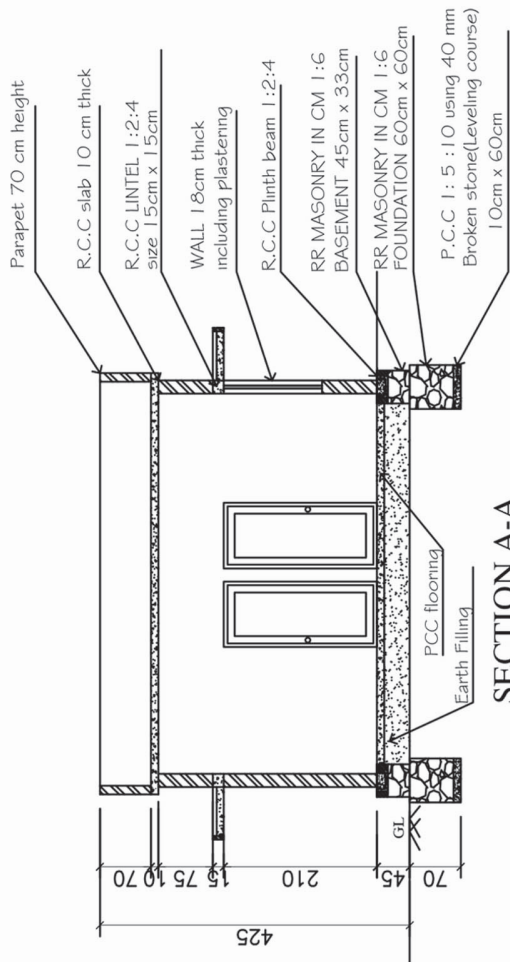 Parapet 70 cm height
R.C.C slab 10 cm thick
R.C.C LINTEL 1:2:4
size 15cm x 15cm
WALL 18cm thick
including plastering
R.C.C Plinth beam 1:2:4
RR MASONRY IN CM 1:6
BASEMENT 45cm x 33cm
RR MASONRY IN CM 1:6
FOUNDATION 60cm x 60cm
P.C.C 1: 5 : 10 using 40 mm
Broken stone(Leveling course)
10cm x 60cm
PCC flooring
Earth Filling
GL
70
10
75
15
210
45
70
425
SECTION A-A